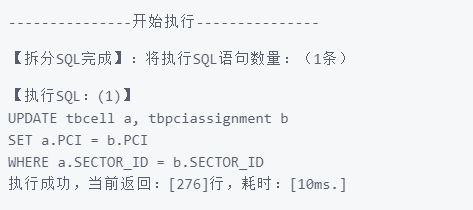 ---------------开始执行---------------
【拆分SQL完成】：将执行SQL语句数量：（1条）
【执行SQL：(1)】
UPDATE tbcell a, tbpciassignment b
SET a.PCI = b.PCI
WHERE a.SECTOR_ID = b.SECTOR_ID
执行成功，当前返回：[276]行，耗时：[10ms.]